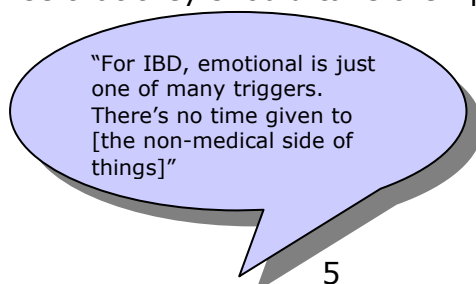 “For IBD, emotional is just
one of many triggers.
There’s no time given to
[the non-medical side of
things]”
5